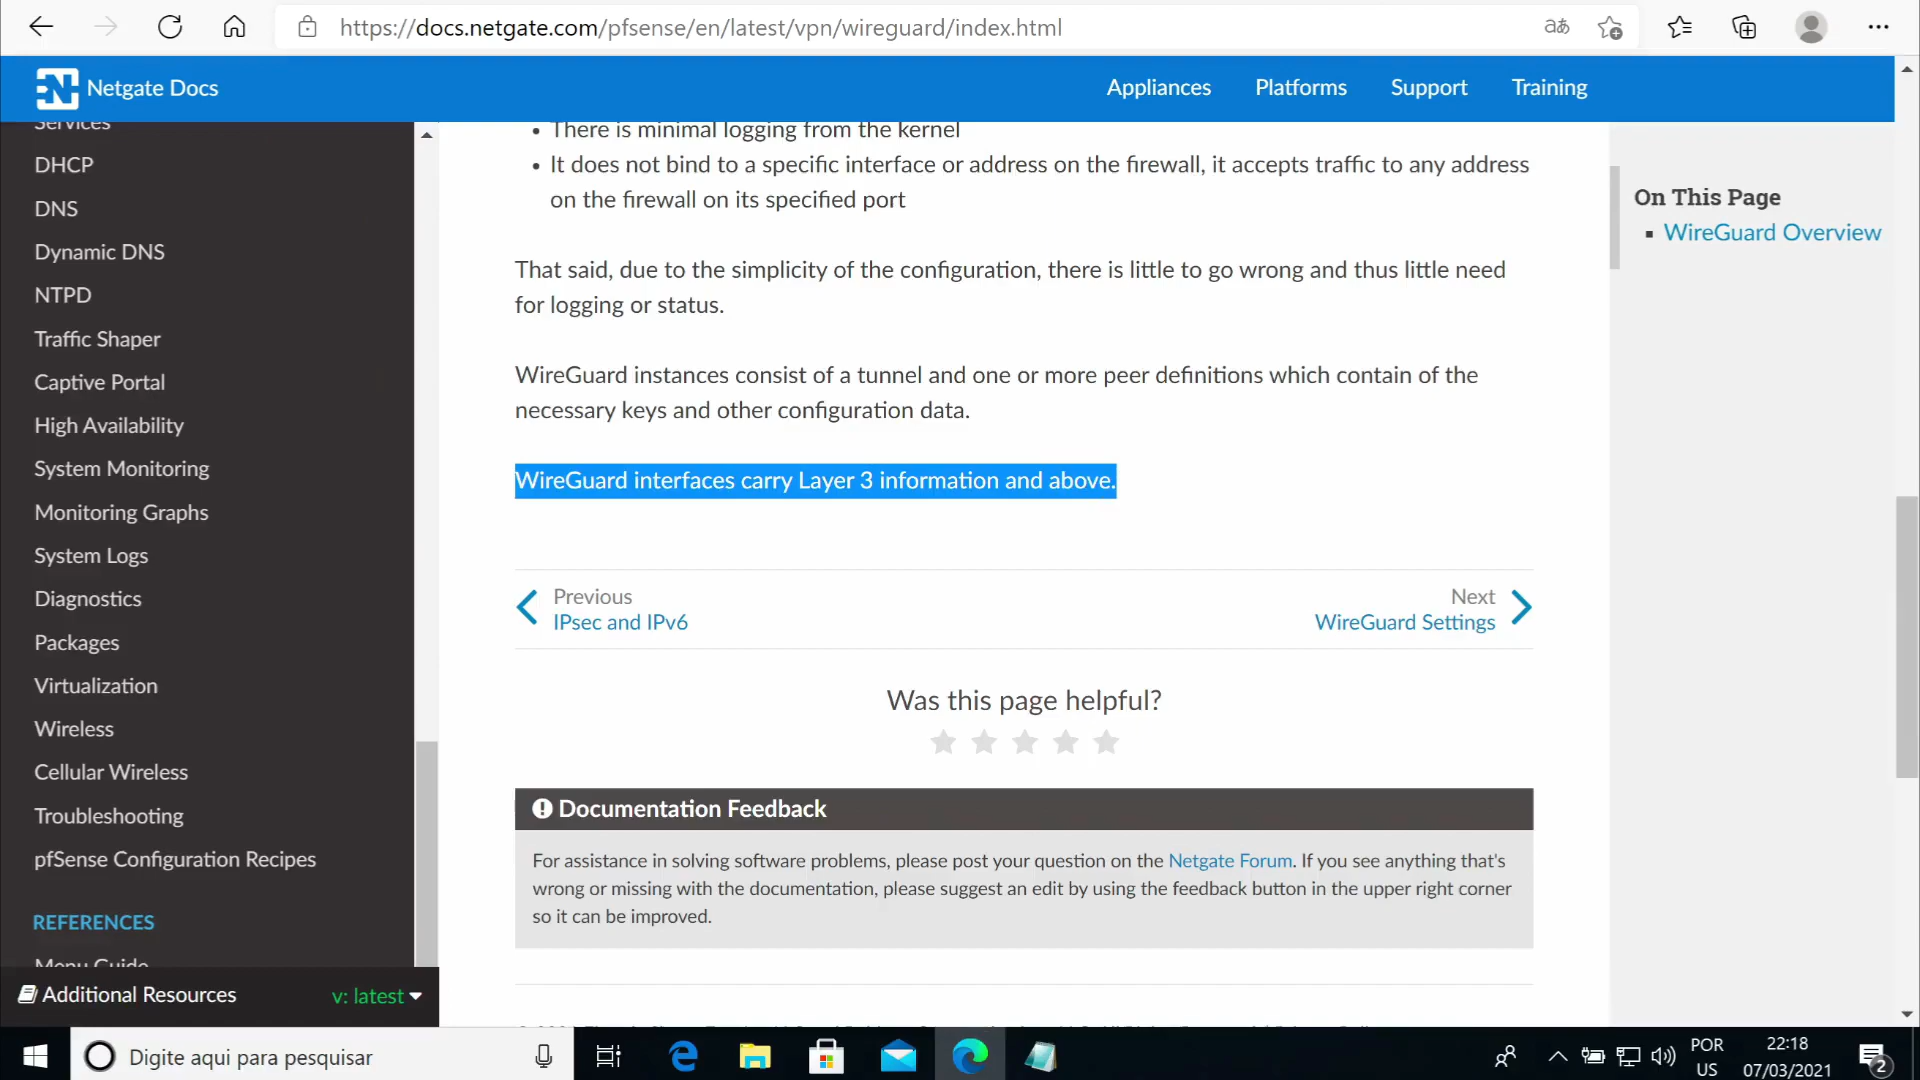 https://docs.netgate.com/pfsense/en/latest/vpn/wireguard/index.html
Netgate Docs
Appliances
Platforms
Support
Training
Services
DHCP
DNS
Dynamic DNS
NTPD
Traffic Shaper
Captive Portal
High Availability
System Monitoring
Monitoring Graphs
System Logs
Diagnostics
Packages
Virtualization
Wireless
Cellular Wireless
Troubleshooting
pfSense Configuration Recipes
REFERENCES
Menu Guide
Additional Resources
v: latest
• There is minimal logging from the kernel
• It does not bind to a specific interface or address on the firewall, it accepts traffic to any address
on the firewall on its specified port
That said, due to the simplicity of the configuration, there is little to go wrong and thus little need
for logging or status.
WireGuard instances consist of a tunnel and one or more peer definitions which contain of the
necessary keys and other configuration data.
WireGuard interfaces carry Layer 3 information and above.
Previous
IPsec and IPv6
Next
WireGuard Settings
Was this page helpful?
Documentation Feedback
For assistance in solving software problems, please post your question on the Netgate Forum. If you see anything that's
wrong or missing with the documentation, please suggest an edit by using the feedback button in the upper right corner
so it can be improved.
On This Page
WireGuard Overview
Digite aqui para pesquisar
POR
US
22:18
07/03/2021
2